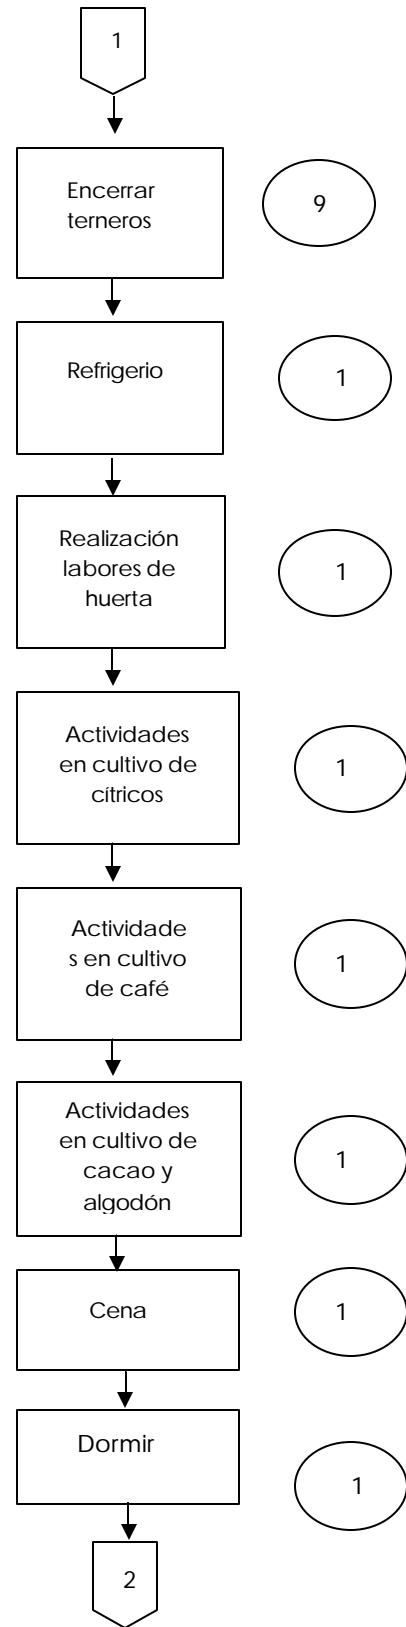 1
Encerrar
terneros
9
Refrigerio
1
Realización
labores de
huerta
1
Actividades
en cultivo de
cítricos
1
Actividade
s en cultivo
de café
1
Actividades
en cultivo de
cacao y
algodón
1
Cena
1
Dormir
1
2